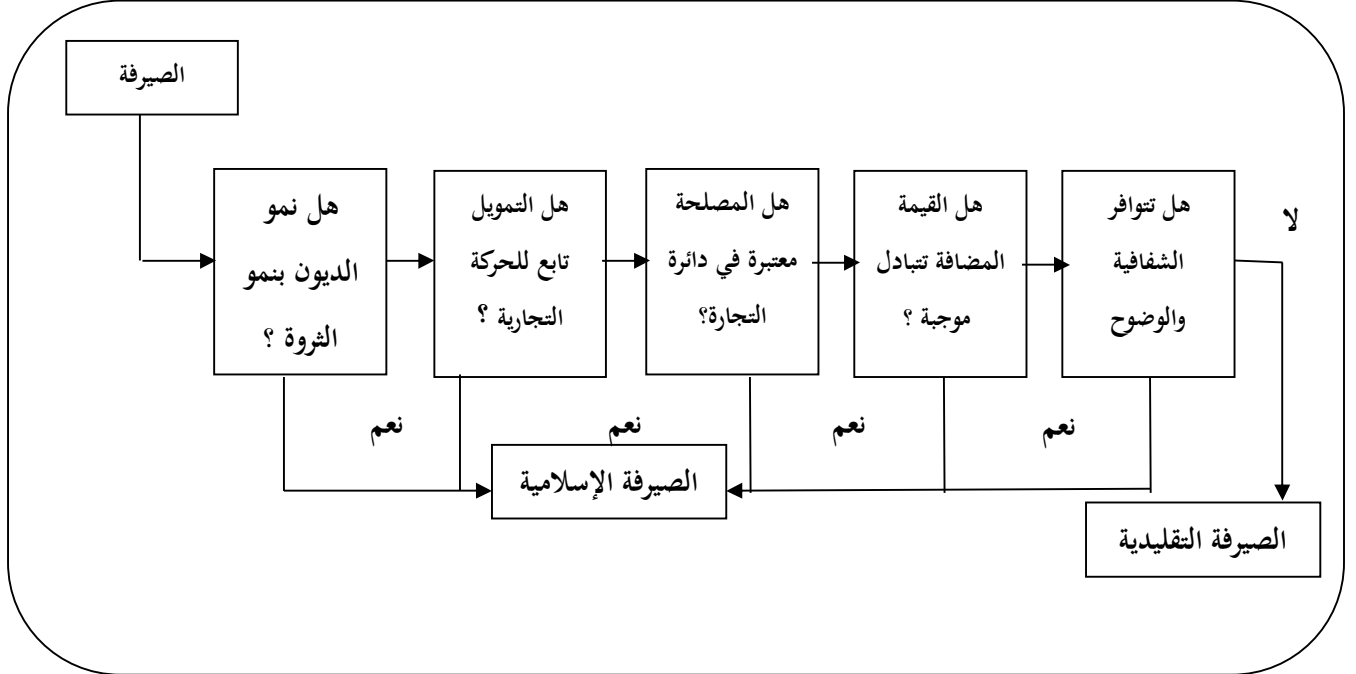 الصيرفة
هل نمو
الديون بنمو
الثروة ؟
هل التمويل
تابع للحركة
التجارية ؟
هل المصلحة
معتبرة في دائرة
التجارة؟
هل القيمة
المضافة تتبادل
موجبة ؟
هل تتوافر
الشفافية
والوضوح
لا
نعم
نعم
نعم
نعم
الصيرفة الإسلامية
الصيرفة التقليدية